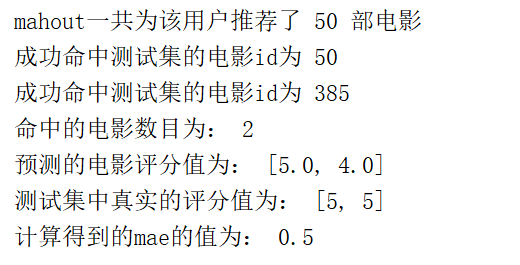 mahout一共为该用户推荐了 50 部电影
成功命中测试集的电影id为 50
成功命中测试集的电影id为 385
命中的电影数目为： 2
预测的电影评分值为： [5.0, 4.0]
测试集中真实的评分值为： [5, 5]
计算得到的mae的值为： 0.5